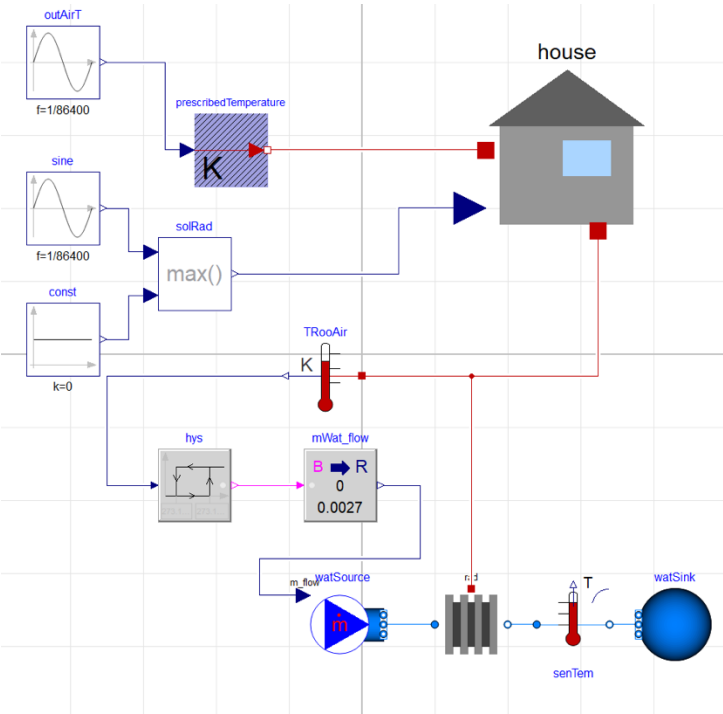 outAirT
house
f=1/86400
prescribedTemperature
K
sine
solRad
f=1/86400
max()
const
TRooAir
K
k=0
hys
mWat_flow
B R
0
0.0027
m_flow
watSource
rad
T
watSink
ṁ
senTem